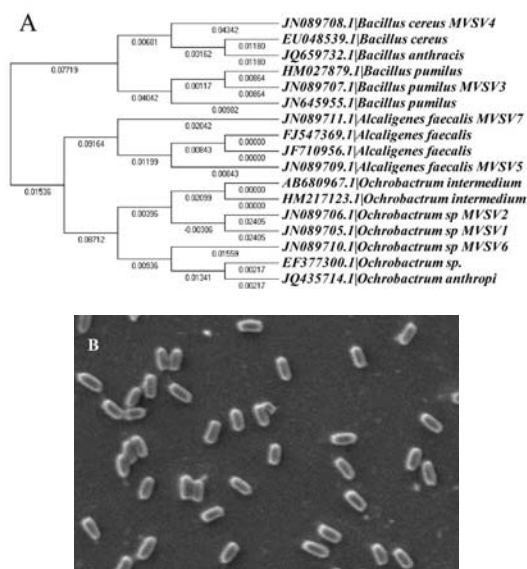 A
JN089708.1|Bacillus cereus MVSV4
0.04342
EU048539.1|Bacillus cereus
0.00681
0.01180
0.00162
JQ659732.1|Bacillus anthracis
0.01180
HM027879.1|Bacillus pumilus
0.07719
0.00864
0.00117
JN089707.1|Bacillus pumilus MVSV3
0.00864
0.04042
JN645955.1|Bacillus pumilus
0.00982
JN089711.1|Alcaligenes faecalis MVSV7
0.02042
FJ547369.1|Alcaligenes faecalis
0.09164
0.00000
0.00843
JF710956.1|Alcaligenes faecalis
0.00000
0.01199
JN089709.1|Alcaligenes faecalis MVSV5
0.00843
AB680967.1|Ochrobactrum intermedium
0.01536
0.00000
0.02099
HM217123.1|Ochrobactrum intermedium
0.00000
0.00396
JN089706.1|Ochrobactrum sp MVSV2
0.02405
-0.00306
JN089705.1|Ochrobactrum sp MVSV1
0.02405
0.08712
JN089710.1|Ochrobactrum sp MVSV6
0.01559
0.00936
EF377300.1|Ochrobactrum sp.
0.00217
0.01341
JQ435714.1|Ochrobactrum anthropi
0.00217
B